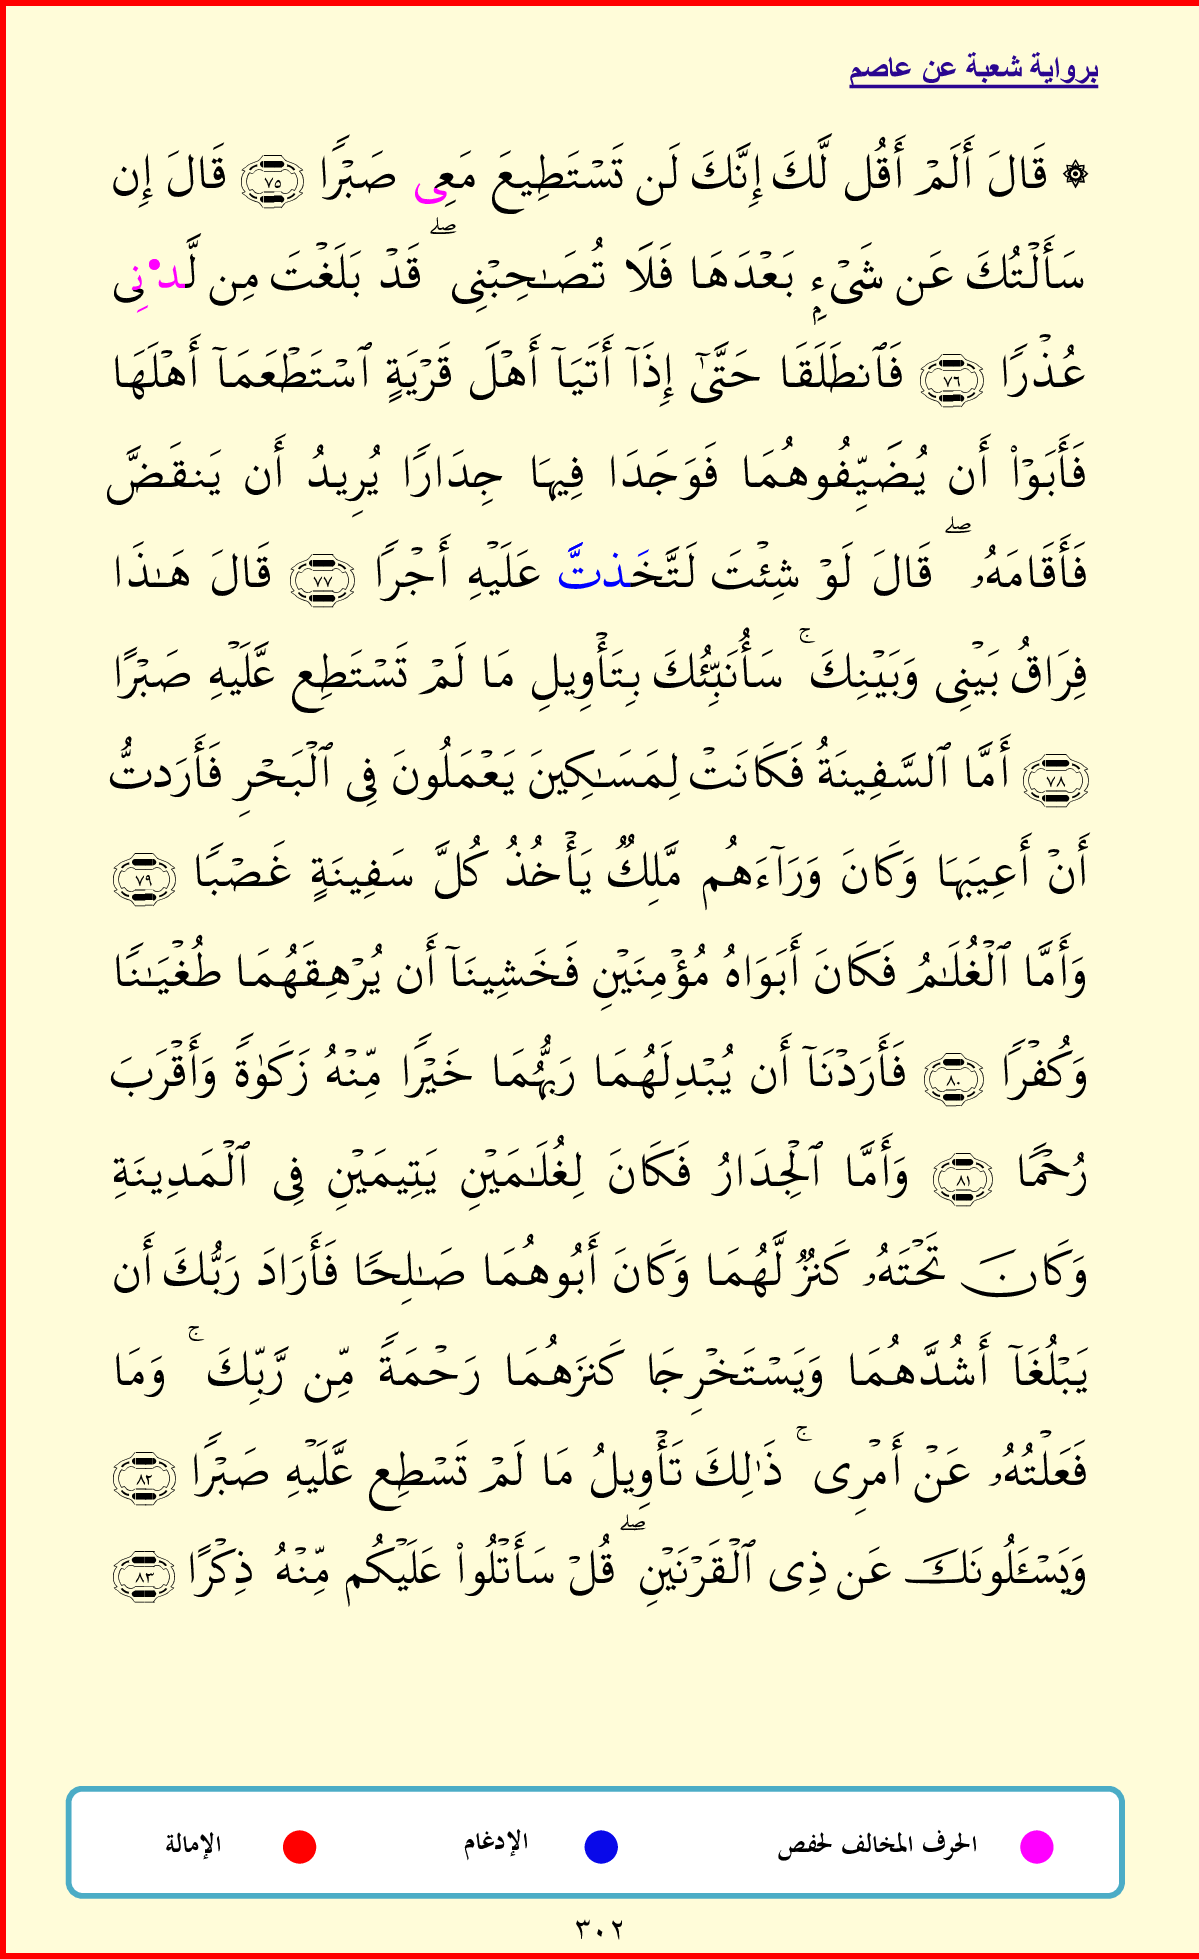 برواية شعبة عن عاصم
۞ قَالَ أَلَمْ أَقُل لَّكَ إِنَّكَ لَن تَسْتَطِيعَ مَعِى صَبْرًا ٧٥ قَالَ إِن
سَأَلْتُكَ عَن شَىْءٍۭ بَعْدَهَا فَلَا تُصَـٰحِبْنِى ۖ قَدْ بَلَغْتَ مِن لَّد۟نِى
عُذْرًا ٧٦ فَٱنطَلَقَا حَتَّىٰٓ إِذَآ أَتَيَآ أَهْلَ قَرْيَةٍ ٱسْتَطْعَمَآ أَهْلَهَا
فَأَبَوْا۟ أَن يُضَيِّفُوهُمَا فَوَجَدَا فِيهَا جِدَارًا يُرِيدُ أَن يَنقَضَّ
فَأَقَامَهُۥ ۖ قَالَ لَوْ شِئْتَ لَتَّخَذتَّ عَلَيْهِ أَجْرًا ٧٧ قَالَ هَـٰذَا
فِرَاقُ بَيْنِى وَبَيْنِكَ ۚ سَأُنَبِّئُكَ بِتَأْوِيلِ مَا لَمْ تَسْتَطِع عَّلَيْهِ صَبْرًا
٧٨ أَمَّا ٱلسَّفِينَةُ فَكَانَتْ لِمَسَـٰكِينَ يَعْمَلُونَ فِى ٱلْبَحْرِ فَأَرَدتُّ
أَنْ أَعِيبَهَا وَكَانَ وَرَآءَهُم مَّلِكٌ يَأْخُذُ كُلَّ سَفِينَةٍ غَصْبًا ٧٩
وَأَمَّا ٱلْغُلَـٰمُ فَكَانَ أَبَوَاهُ مُؤْمِنَيْنِ فَخَشِينَآ أَن يُرْهِقَهُمَا طُغْيَـٰنًا
وَكُفْرًا ٨٠ فَأَرَدْنَآ أَن يُبْدِلَهُمَا رَبُّهُمَا خَيْرًا مِّنْهُ زَكَوٰةً وَأَقْرَبَ
رُحْمًا ٨١ وَأَمَّا ٱلْجِدَارُ فَكَانَ لِغُلَـٰمَيْنِ يَتِيمَيْنِ فِى ٱلْمَدِينَةِ
وَكَانَ تَحْتَهُۥ كَنزٌ لَّهُمَا وَكَانَ أَبُوهُمَا صَـٰلِحًا فَأَرَادَ رَبُّكَ أَن
يَبْلُغَآ أَشُدَّهُمَا وَيَسْتَخْرِجَا كَنزَهُمَا رَحْمَةً مِّن رَّبِّكَ ۚ وَمَا
فَعَلْتُهُۥ عَنْ أَمْرِى ۚ ذَٰلِكَ تَأْوِيلُ مَا لَمْ تَسْطِع عَّلَيْهِ صَبْرًا ٨٢
وَيَسْـَٔلُونَكَ عَن ذِى ٱلْقَرْنَيْنِ ۖ قُلْ سَأَتْلُوا۟ عَلَيْكُم مِّنْهُ ذِكْرًا ٨٣
الحرف المخالف لحفص الإدغام الإمالة
٣٠٢